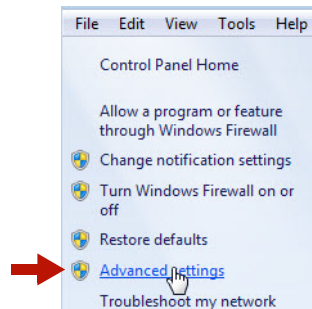 File Edit View Tools Help
Control Panel Home
Allow a program or feature
through Windows Firewall
Change notification settings
Turn Windows Firewall on or
off
Restore defaults
Advanced settings
Troubleshoot my network